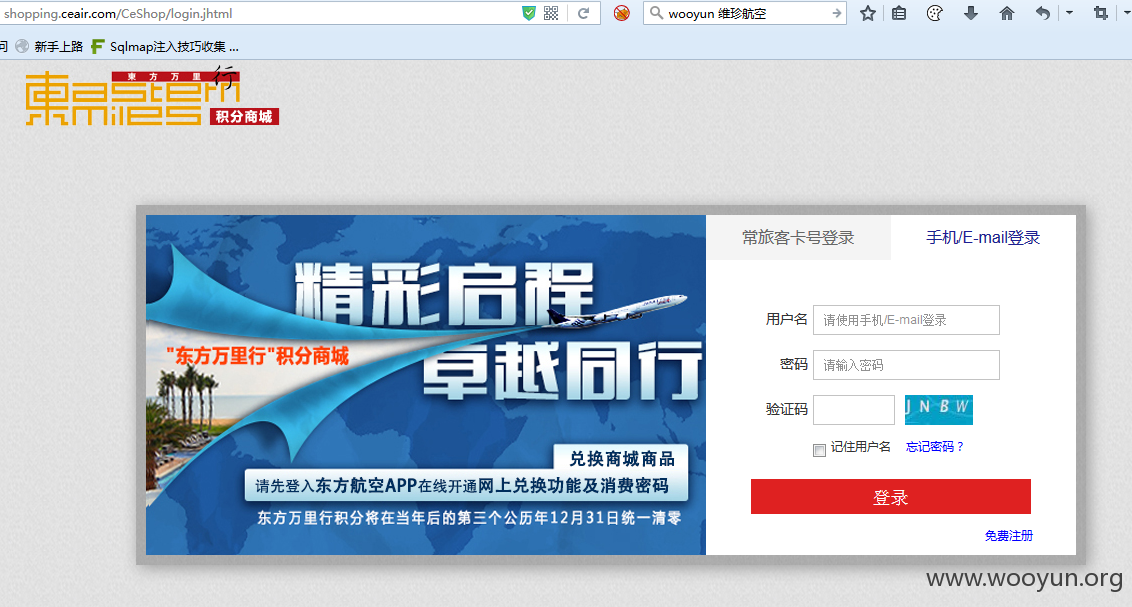 shopping.ceair.com/CeShop/login.jhtml
wooyun 维珍航空
问 新手上路 Sqlmap注入技巧收集 ...
東方万里行
eastern
miles
积分商城
精彩启程
卓越同行
"东方万里行"积分商城
兑换商城商品
请先登入东方航空APP在线开通网上兑换功能及消费密码
东方万里行积分将在当年后的第三个公历年12月31日统一清零
常旅客卡号登录 手机/E-mail登录
用户名 请使用手机/E-mail登录
密码 请输入密码
验证码 JNBW
记住用户名 忘记密码？
登录
免费注册
www.wooyun.org